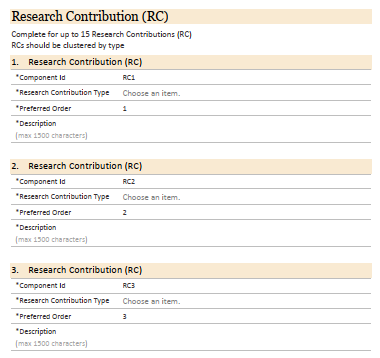 Research Contribution (RC)
Complete for up to 15 Research Contributions (RC)
RCs should be clustered by type
1. Research Contribution (RC)
*Component Id RC1
*Research Contribution Type Choose an item.
*Preferred Order 1
*Description
(max 1500 characters)
2. Research Contribution (RC)
*Component Id RC2
*Research Contribution Type Choose an item.
*Preferred Order 2
*Description
(max 1500 characters)
3. Research Contribution (RC)
*Component Id RC3
*Research Contribution Type Choose an item.
*Preferred Order 3
*Description
(max 1500 characters)